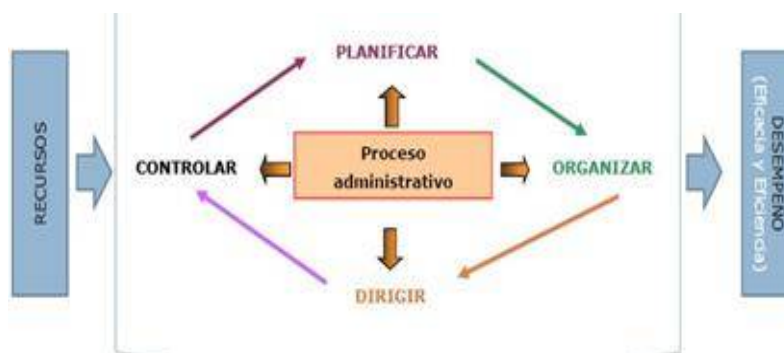 PLANIFICAR
RECURSOS
CONTROLAR
Proceso
administrativo
ORGANIZAR
DIRIGIR
DESEMPEÑO
(Eficacia y Eficiencia)